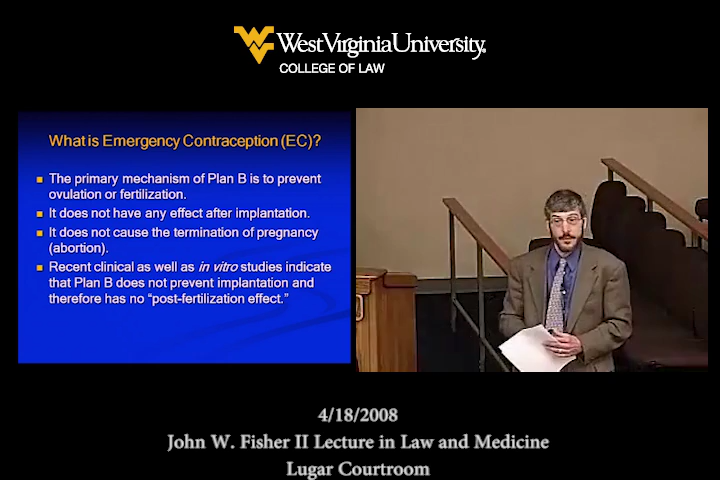 WestVirginiaUniversity.
COLLEGE OF LAW
What is Emergency Contraception (EC)?
The primary mechanism of Plan B is to prevent
ovulation or fertilization.
It does not have any effect after implantation.
It does not cause the termination of pregnancy
(abortion).
Recent clinical as well as in vitro studies indicate
that Plan B does not prevent implantation and
therefore has no “post-fertilization effect.”
4/18/2008
John W. Fisher II Lecture in Law and Medicine
Lugar Courtroom